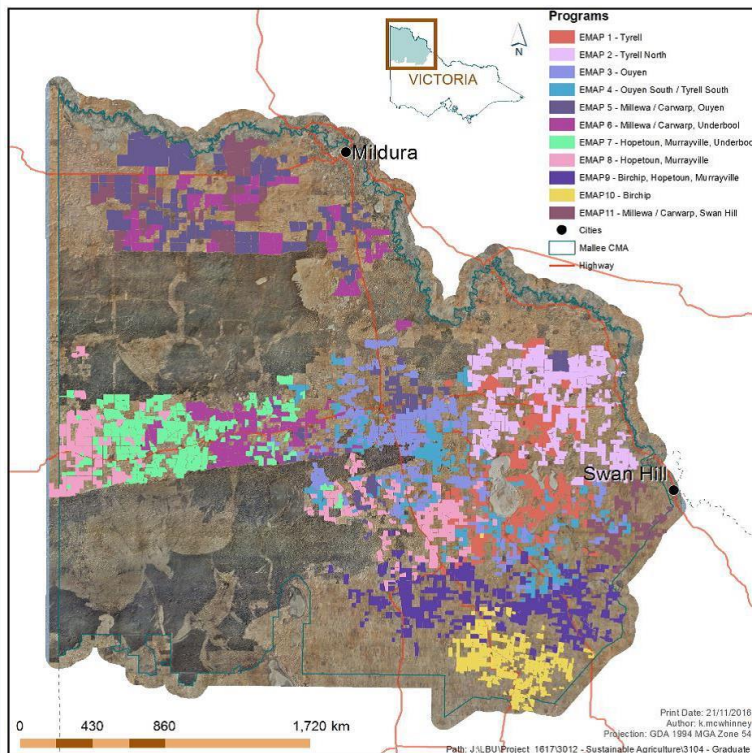 Programs
EMAP 1 - Tyrell
EMAP 2 - Tyrell North
EMAP 3 - Ouyen
EMAP 4 - Ouyen South / Tyrell South
EMAP 5 - Millewa / Carwarp, Ouyen
EMAP 6 - Millewa / Carwarp, Underbool
EMAP 7 - Hopetoun, Murrayville, Underbool
EMAP 8 - Hopetoun, Murrayville
EMAP9 - Birchip, Hopetoun, Murrayville
EMAP10 - Birchip
EMAP11 - Millewa / Carwarp, Swan Hill
Cities
Mallee CMA
Highway
N
VICTORIA
Mildura
Swan Hill
0 430 860 1,720 km
Print Date: 21/11/2016
Author: k.mcwhinney
Projection: GDA 1994 MGA Zone 54
Path: J:\LBU\Project_1617\3012 - Sustainable Agriculture\3104 - Graduate